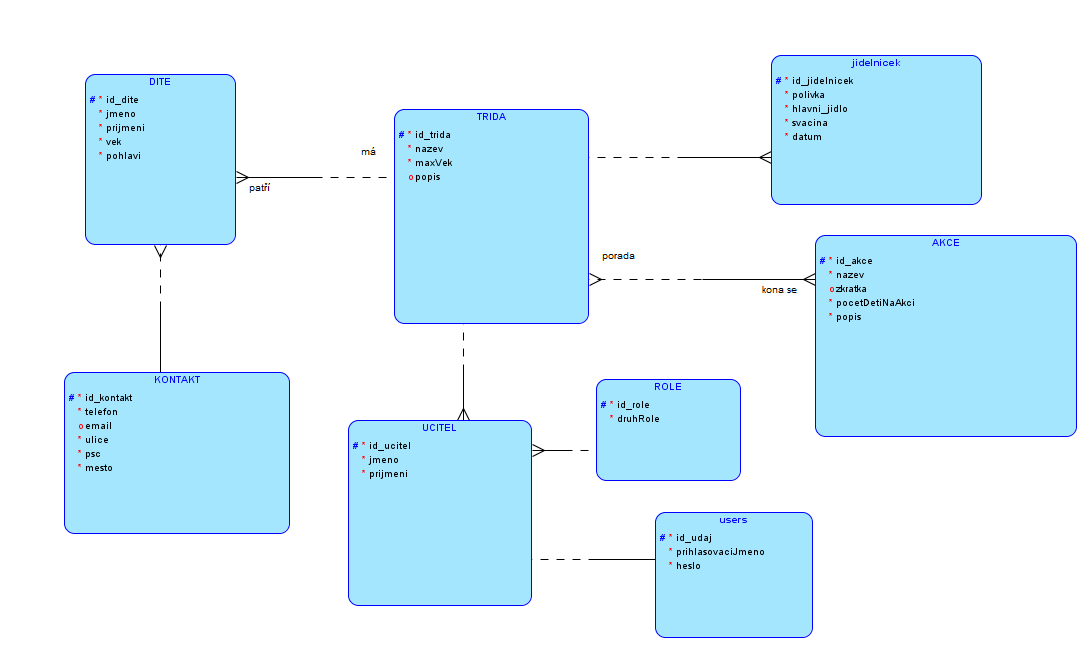 DITE
# * id_dite
* jmeno
* prijmeni
* vek
* pohlavi
má
patří
TRIDA
# * id_trida
* nazev
* maxVek
o popis
jidelnicek
# * id_jidelnicek
* polivka
* hlavni_jidlo
* svacina
* datum
porada
kona se
AKCE
# * id_akce
* nazev
o zkratka
* pocetDetiNaAkci
* popis
KONTAKT
# * id_kontakt
* telefon
o email
* ulice
* psc
* mesto
UCITEL
# * id_ucitel
* jmeno
* prijmeni
ROLE
# * id_role
* druhRole
users
# * id_udaj
* prihlasovaciJmeno
* heslo